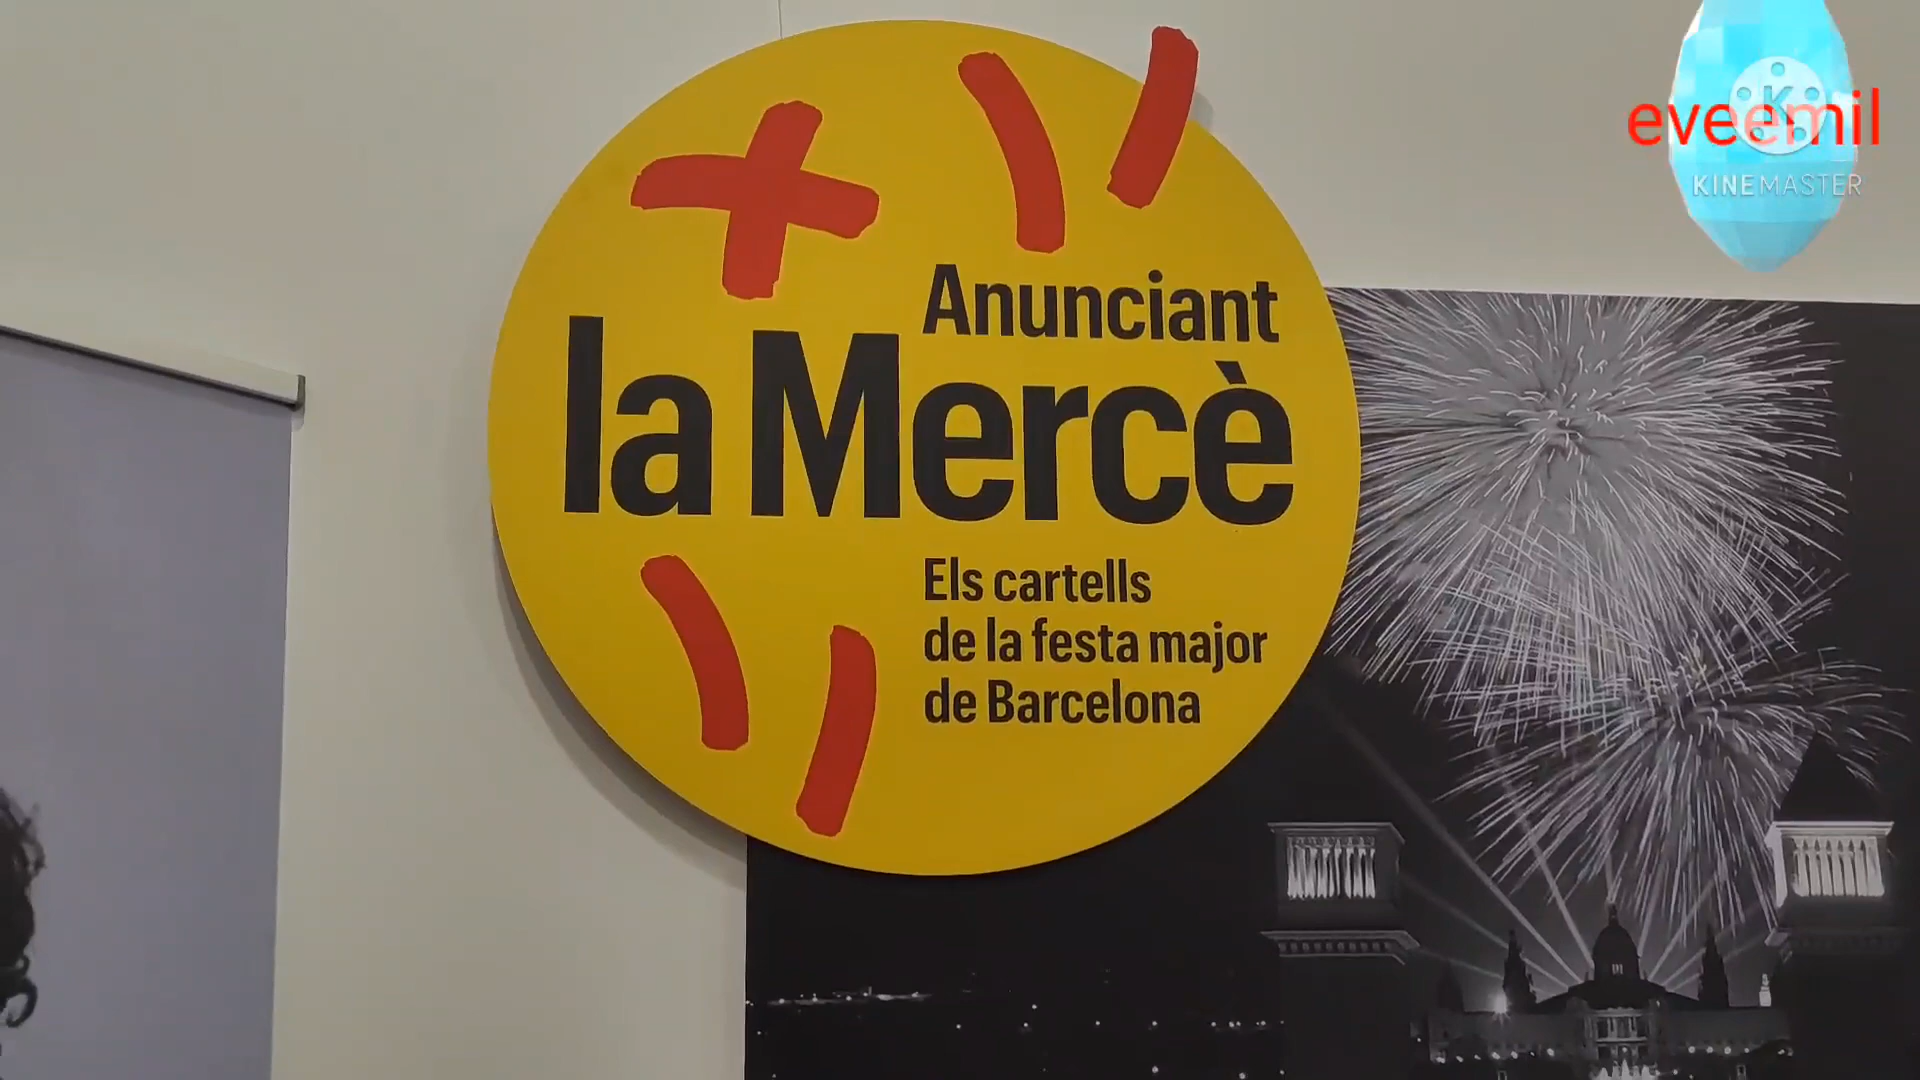 Anunciant
la Mercè
Els cartells
de la festa major
de Barcelona
eveemil
K
KINEMASTER